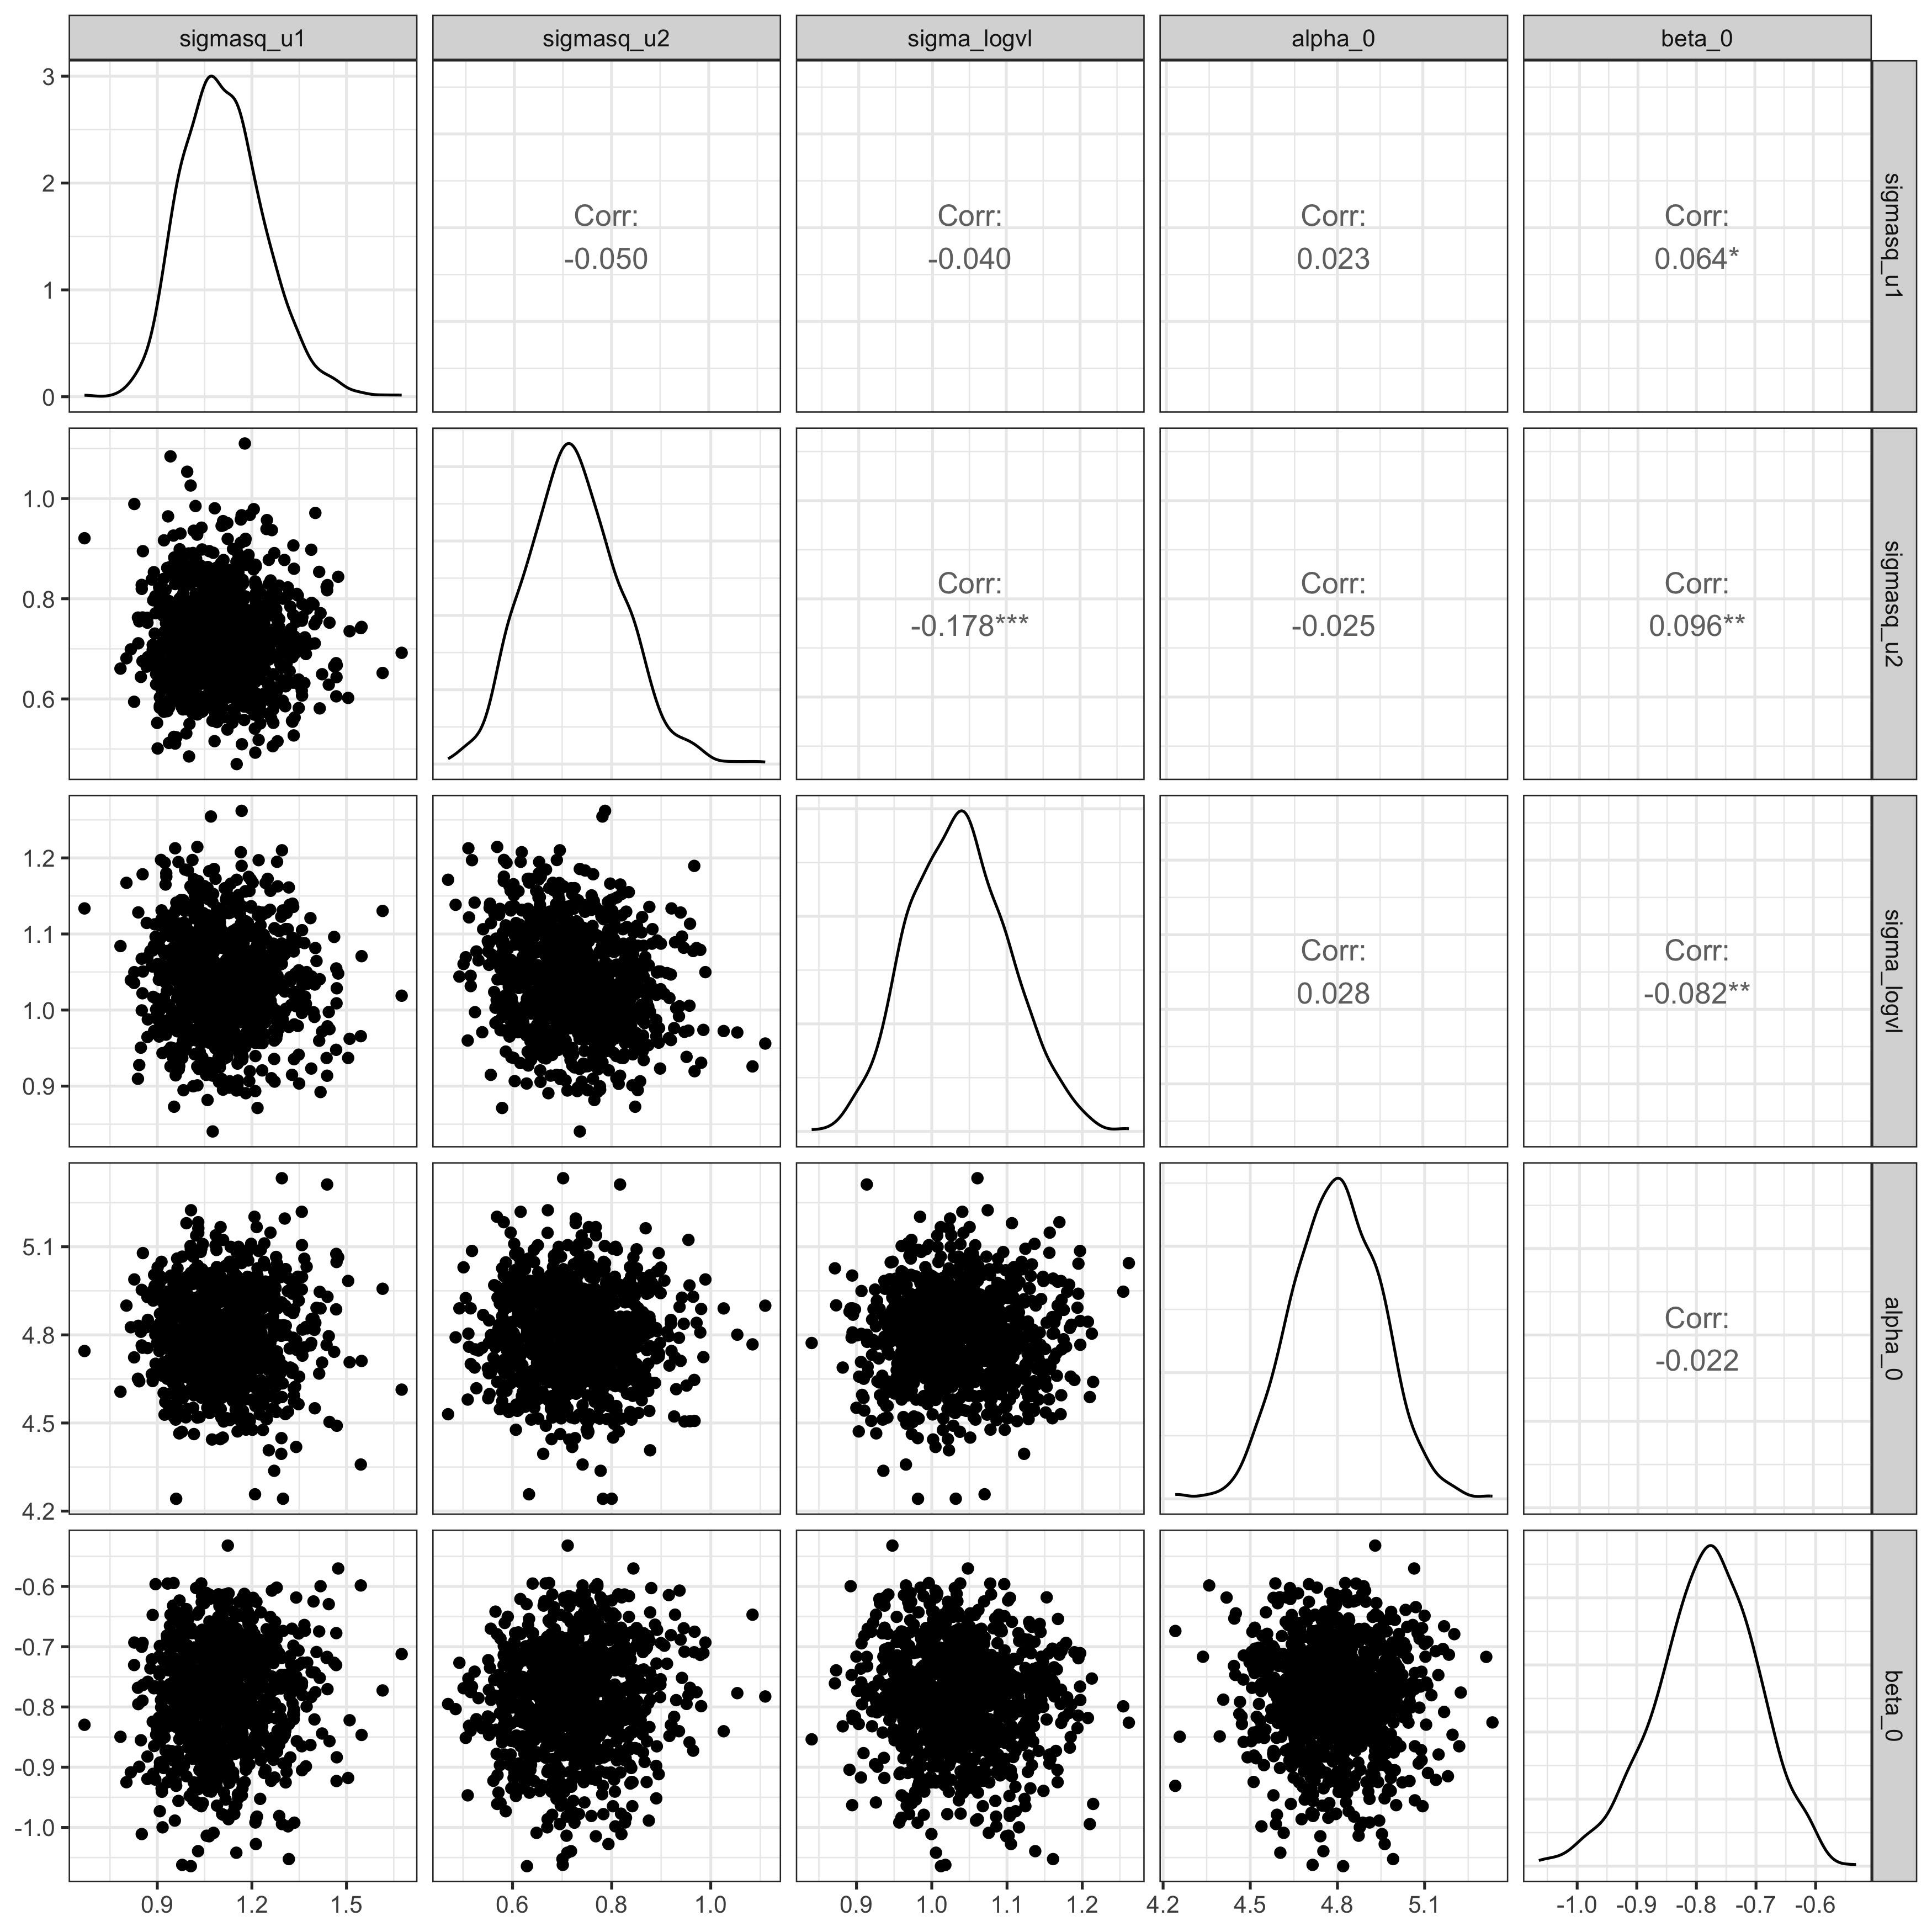 sigmasq_u1 sigmasq_u2 sigma_logvl alpha_0 beta_0
3
2
1
0
Corr:
-0.050
Corr:
-0.040
Corr:
0.023
Corr:
0.064*
sigmasq_u1
1.0
0.8
0.6
Corr:
-0.178***
Corr:
-0.025
Corr:
0.096**
sigmasq_u2
1.2
1.1
1.0
0.9
Corr:
0.028
Corr:
-0.082**
sigma_logvl
5.1
4.8
4.5
4.2
Corr:
-0.022
alpha_0
-0.6
-0.7
-0.8
-0.9
-1.0
beta_0
0.9 1.2 1.5 0.6 0.8 1.0 0.9 1.0 1.1 1.2 4.2 4.5 4.8 5.1 -1.0 -0.9 -0.8 -0.7 -0.6